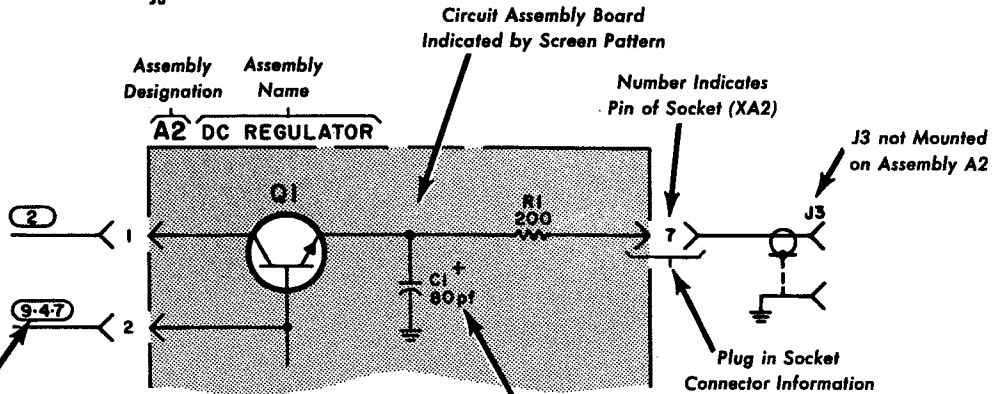 Circuit Assembly Board
Indicated by Screen Pattern
Assembly
Designation
Assembly
Name
Number Indicates
Pin of Socket (XA2)
A2 DC REGULATOR
J3 not Mounted
on Assembly A2
Q1
2
1
R1
200
7
J3
C1 +
80pf
9·4·7
2
Plug in Socket
Connector Information